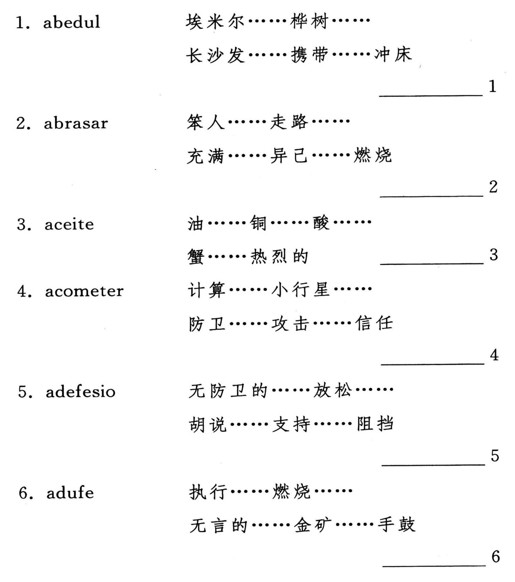 1. abedul 埃米尔……桦树……
长沙发……携带……冲床
1
2. abrasar 笨人……走路……
充满……异己……燃烧
2
3. aceite 油……铜……酸……
蟹……热烈的 3
4. acometer 计算……小行星……
防卫……攻击……信任
4
5. adefesio 无防卫的……放松……
胡说……支持……阻挡
5
6. adufe 执行……燃烧……
无言的……金矿……手鼓
6